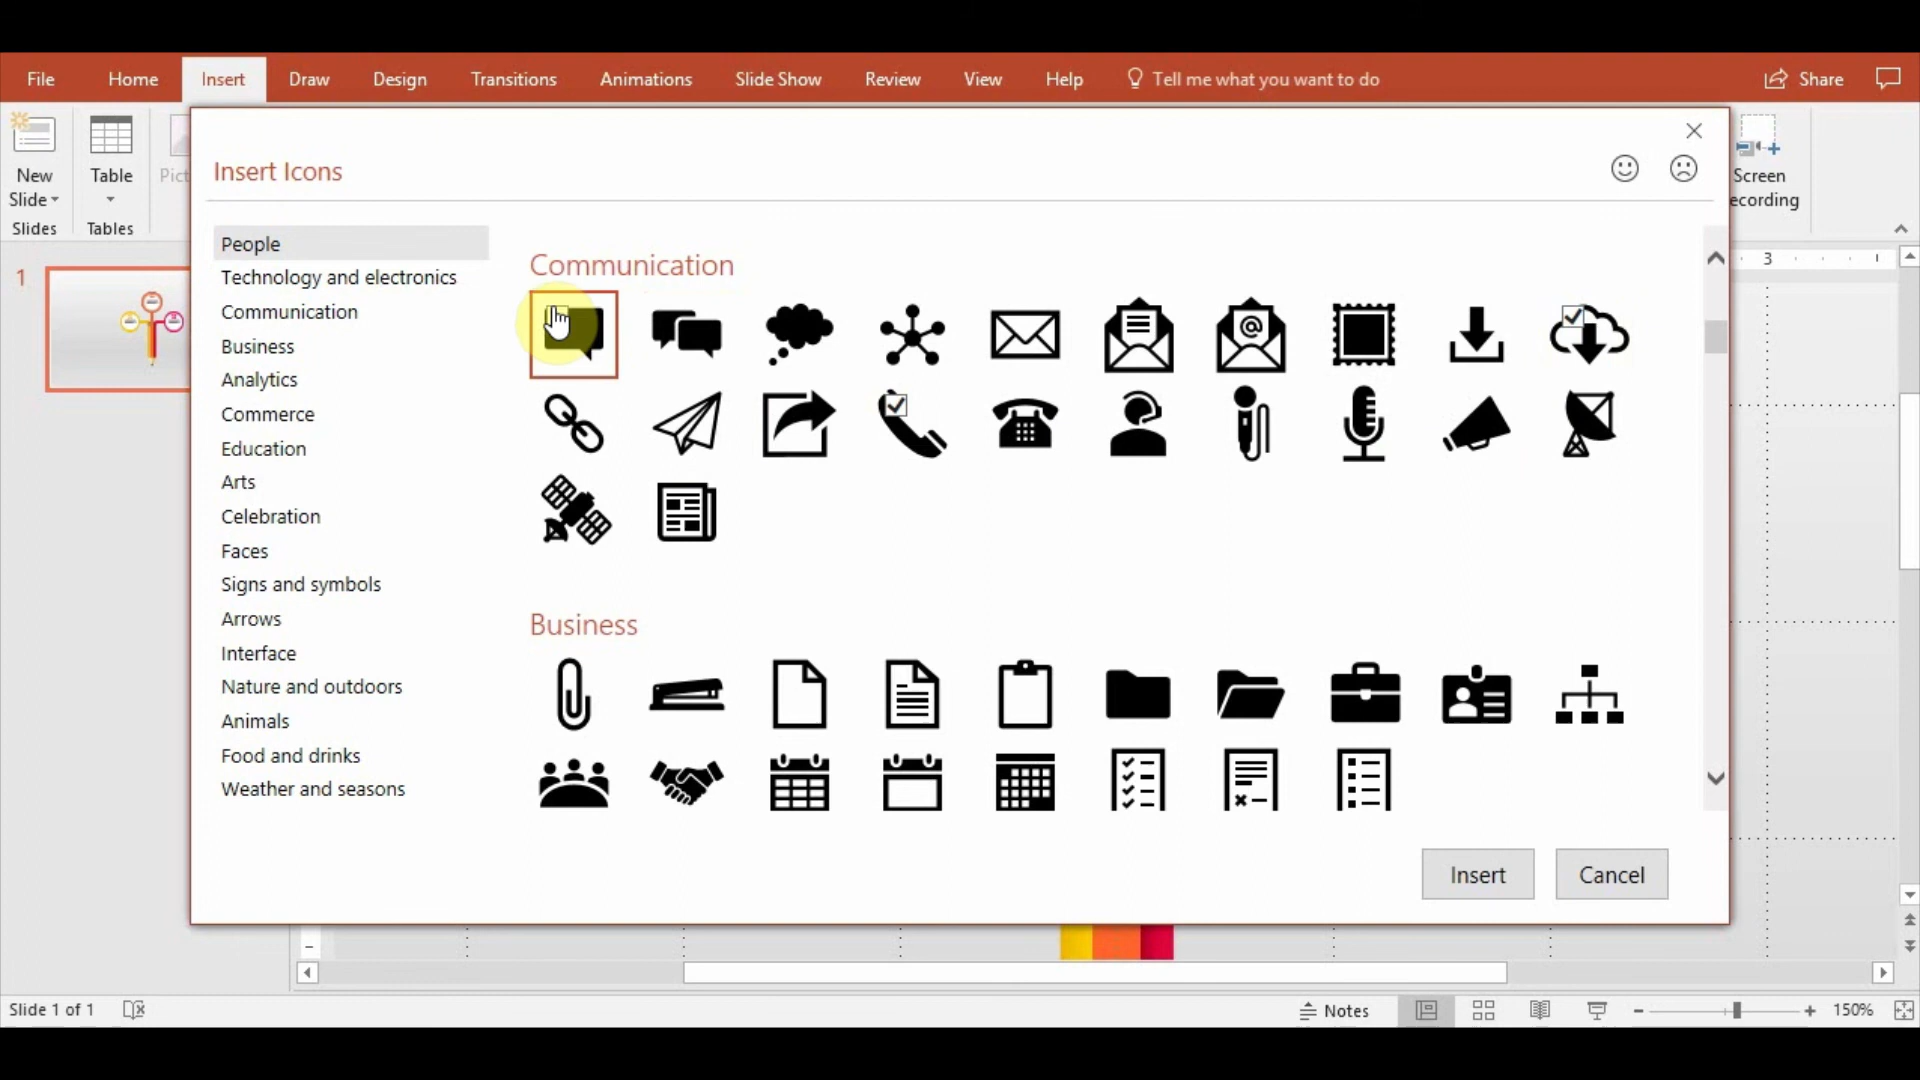 File Home Insert Draw Design Transitions Animations Slide Show Review View Help Tell me what you want to do Share
New Slide
Slides
Table
Tables
Pict
Screen
ecording
Insert Icons
People
Technology and electronics
Communication
Business
Analytics
Commerce
Education
Arts
Celebration
Faces
Signs and symbols
Arrows
Interface
Nature and outdoors
Animals
Food and drinks
Weather and seasons
Communication
@
Business
Insert Cancel
1
3
Slide 1 of 1 Notes 150%